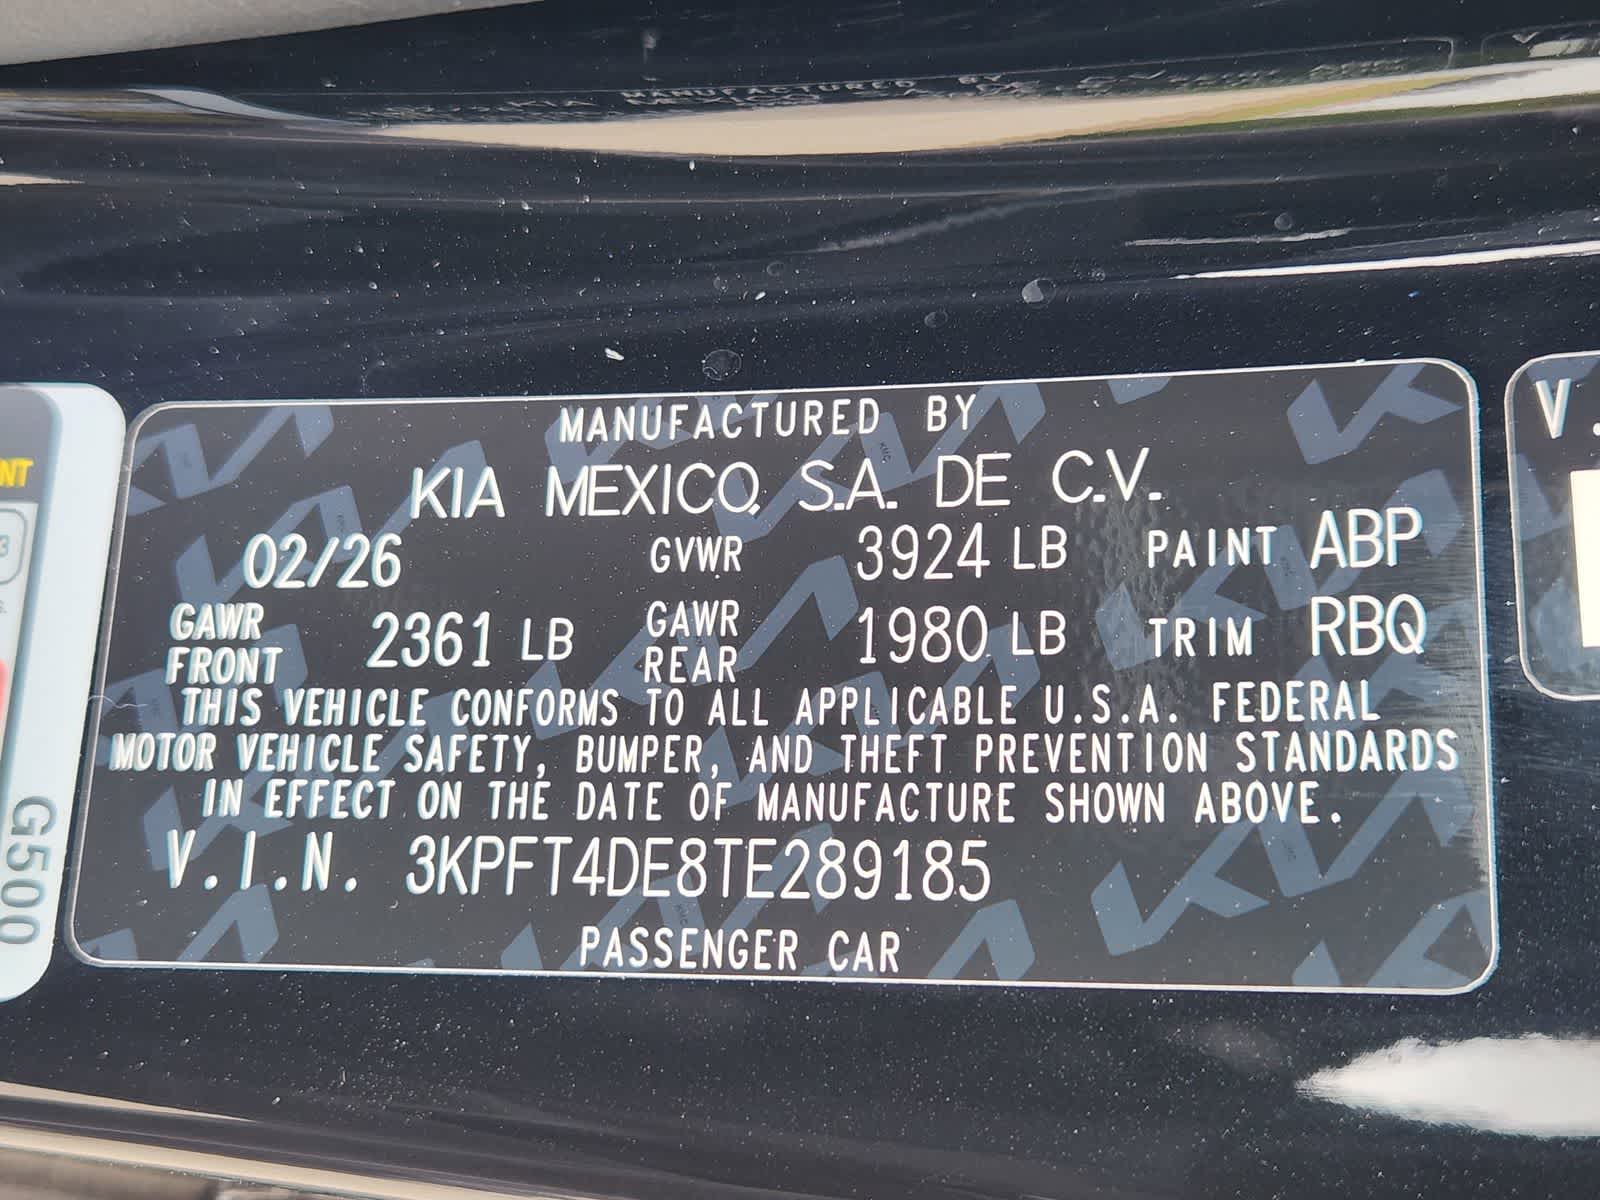 MANUFACTURED BY
KIA MEXICO, S.A. DE C.V.
02/26 GVWR 3924 LB PAINT ABP
GAWR FRONT 2361 LB GAWR REAR 1980 LB TRIM RBQ
THIS VEHICLE CONFORMS TO ALL APPLICABLE U.S.A. FEDERAL
MOTOR VEHICLE SAFETY, BUMPER, AND THEFT PREVENTION STANDARDS
IN EFFECT ON THE DATE OF MANUFACTURE SHOWN ABOVE.
V.I.N. 3KPFT4DE8TE289185
PASSENGER CAR
G500
NT
3
V.